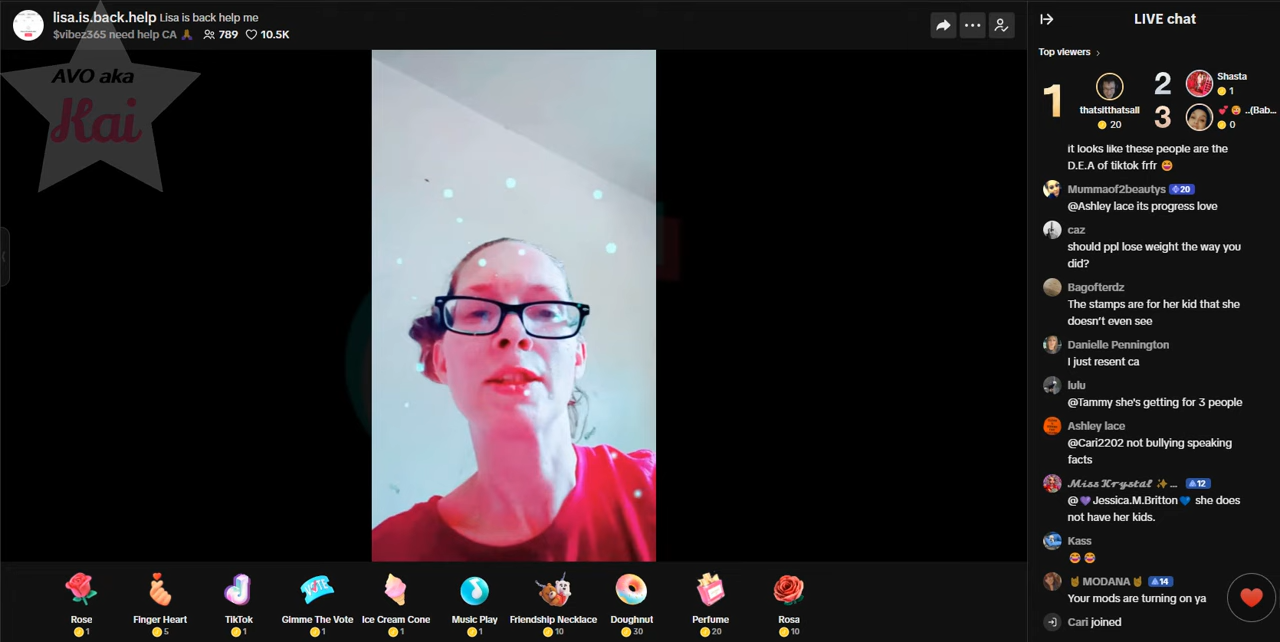 lisa.is.back.help Lisa is back help me
$vibez365 need help CA 🙏 789 10.5K
AVO aka
Kai
LIVE chat
Top viewers >
1
thatsitthatsall
20
2
Shasta
1
3
💕 🥰 ..(Bab...
0
it looks like these people are the
D.E.A of tiktok frfr 😆
Mummaof2beautys 20
@Ashley lace its progress love
caz
should ppl lose weight the way you
did?
Bagofterdz
The stamps are for her kid that she
doesn't even see
Danielle Pennington
I just resent ca
lulu
@Tammy she's getting for 3 people
Ashley lace
@Cari2202 not bullying speaking
facts
𝓜𝓲𝓼𝓼 𝓚𝓻𝔂𝓼𝓽𝓪𝓵 ✨ ... 12
@💜Jessica.M.Britton💙 she does
not have her kids.
Kass
😆 😆
MODANA 14
Your mods are turning on ya
Cari joined
Rose
1
Finger Heart
5
TikTok
1
VOTE
Gimme The Vote
1
Ice Cream Cone
1
Music Play
1
Friendship Necklace
10
Doughnut
30
Perfume
20
Rosa
10